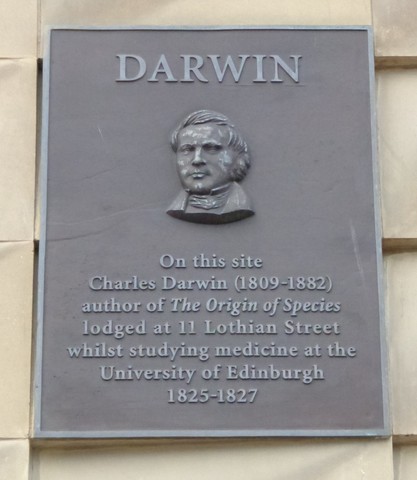 DARWIN
On this site
Charles Darwin (1809-1882)
author of The Origin of Species
lodged at 11 Lothian Street
whilst studying medicine at the
University of Edinburgh
1825-1827